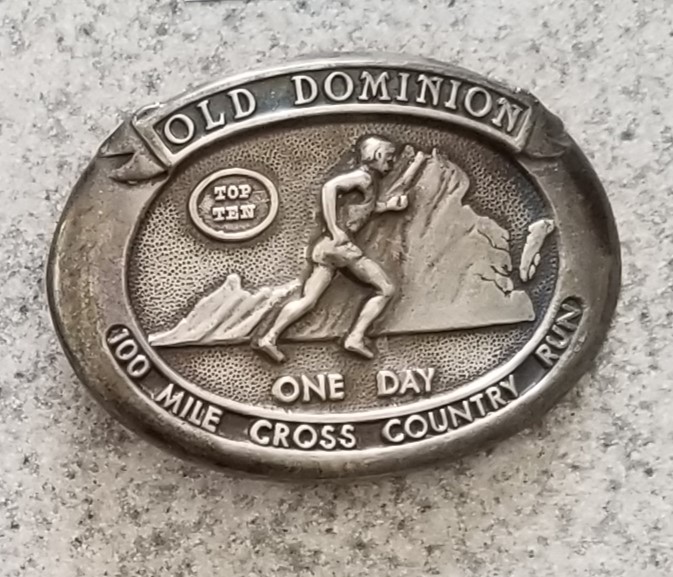 OLD DOMINION
TOP
TEN
ONE DAY
100 MILE CROSS COUNTRY RUN